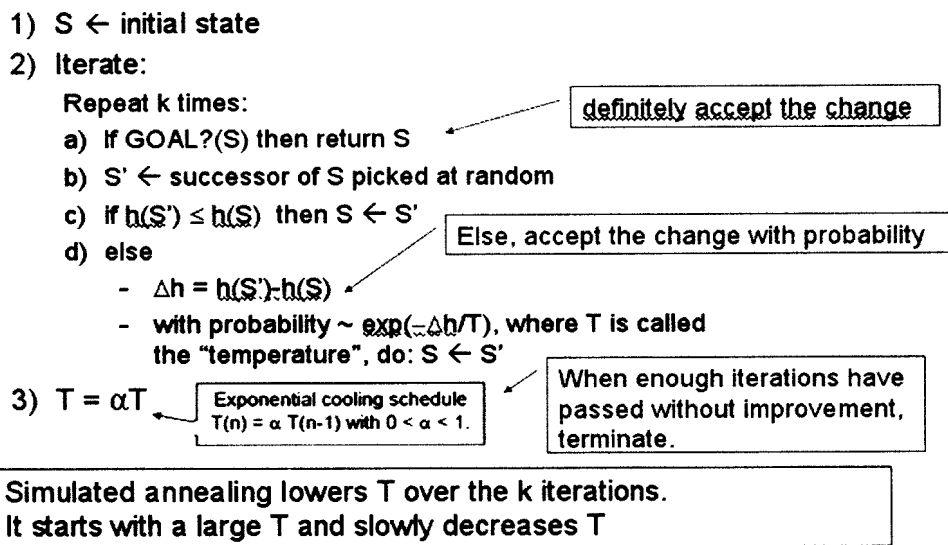 1) S ← initial state
2) Iterate:
Repeat k times:
definitely accept the change
a) If GOAL?(S) then return S
b) S' ← successor of S picked at random
c) if h(S') ≤ h(S) then S ← S'
Else, accept the change with probability
d) else
- Δh = h(S')-h(S)
- with probability ~ exp(-Δh/T), where T is called
the "temperature", do: S ← S'
3) T = αT
Exponential cooling schedule
T(n) = α T(n-1) with 0 < α < 1.
When enough iterations have
passed without improvement,
terminate.
Simulated annealing lowers T over the k iterations.
It starts with a large T and slowly decreases T